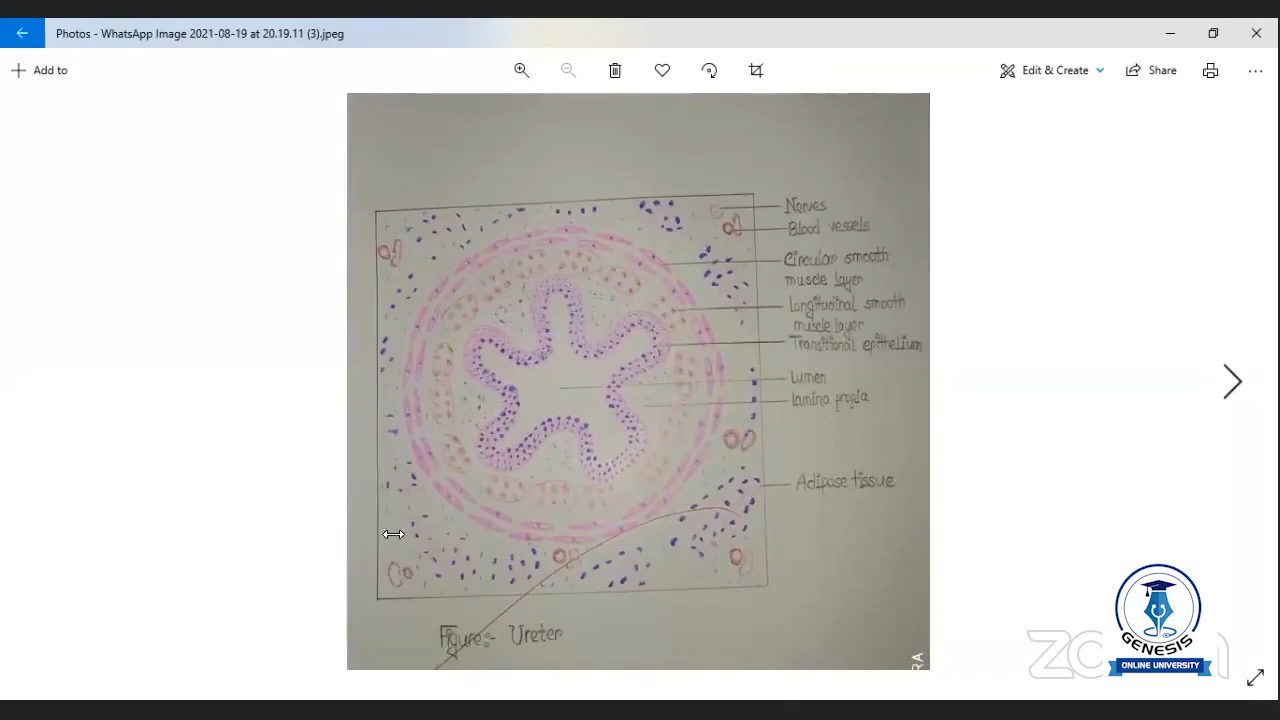 Photos - WhatsApp Image 2021-08-19 at 20.19.11 (3).jpeg
Add to
Edit & Create
Share
Nerves
Blood vessels
Circular smooth
muscle layer
Longitudinal smooth
muscle layer
Transitional epithelium
Lumen
lamina propia
Adipose tissue
Figure:- Ureter
RA
GENESIS
ONLINE UNIVERSITY